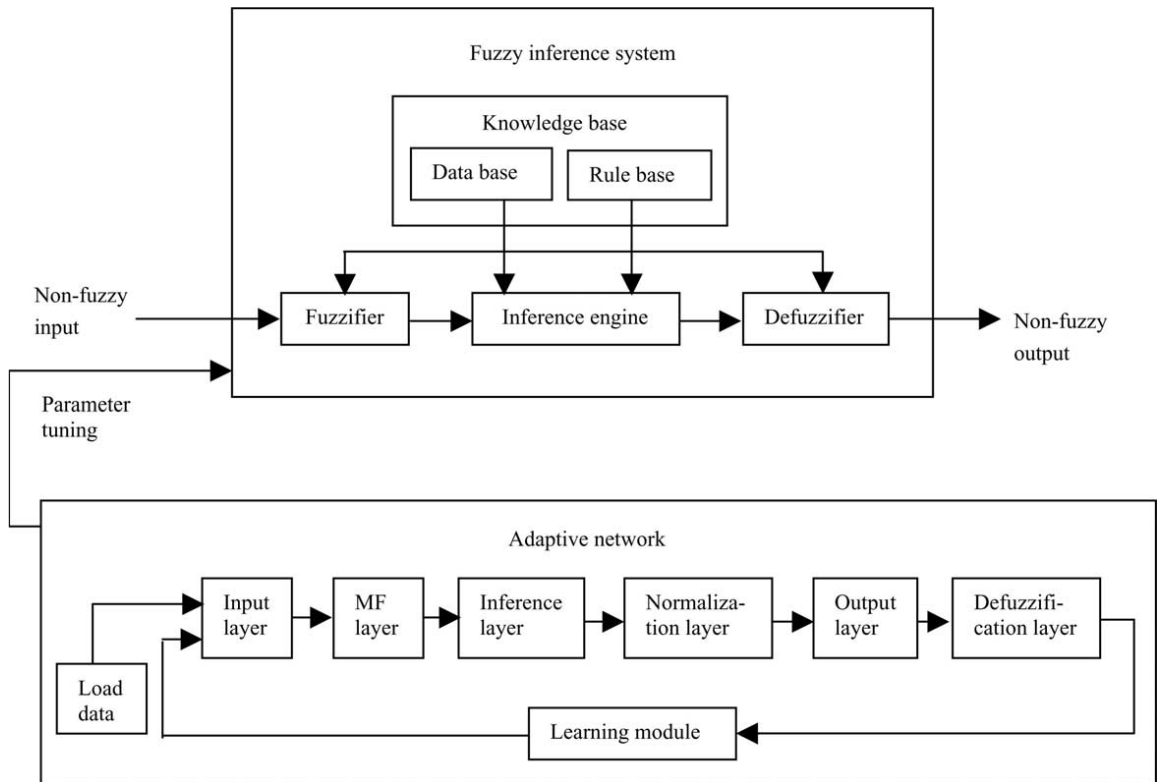 Fuzzy inference system
Knowledge base
Data base
Rule base
Non-fuzzy
input
Fuzzifier
Inference engine
Defuzzifier
Non-fuzzy
output
Parameter
tuning
Adaptive network
Input
layer
MF
layer
Inference
layer
Normaliza-
tion layer
Output
layer
Defuzzifi-
cation layer
Load
data
Learning module